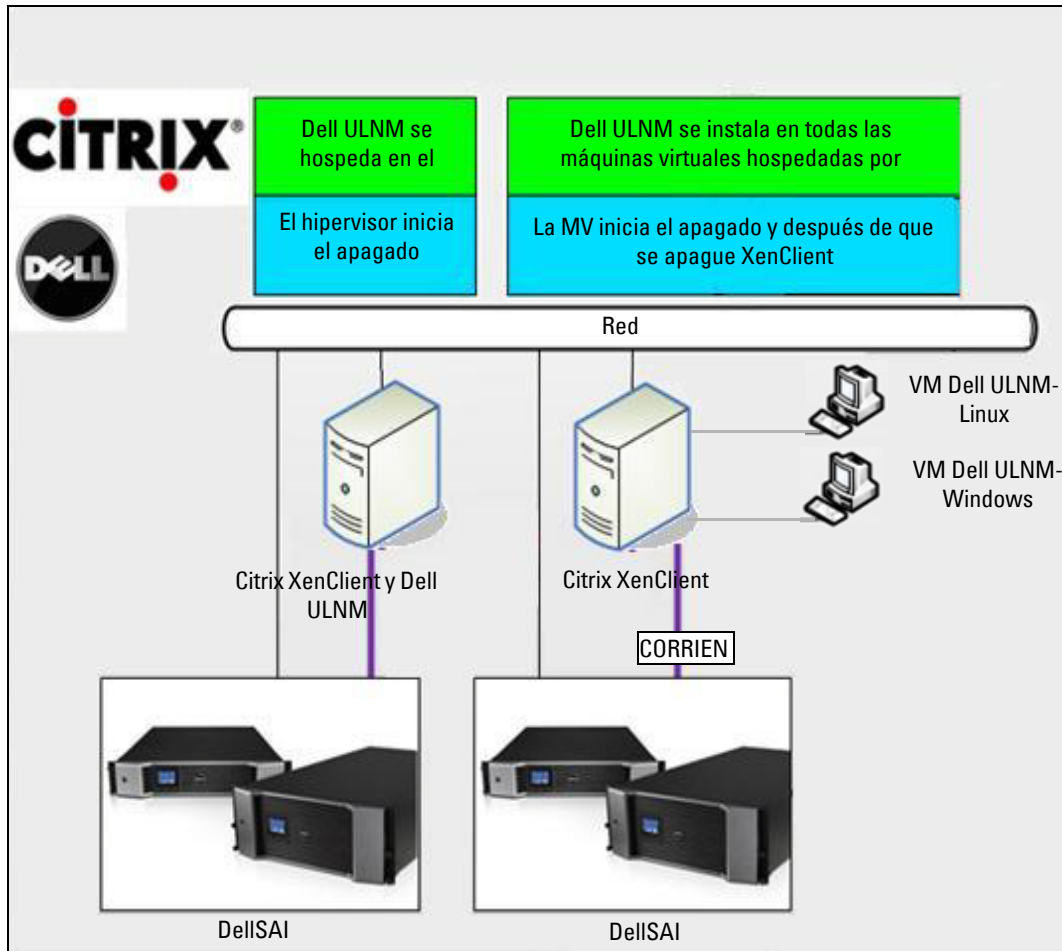 CİTRIX®
DELL
Dell ULNM se
hospeda en el
Dell ULNM se instala en todas las
máquinas virtuales hospedadas por
El hipervisor inicia
el apagado
La MV inicia el apagado y después de que
se apague XenClient
Red
VM Dell ULNM-
Linux
VM Dell ULNM-
Windows
Citrix XenClient y Dell
ULNM
Citrix XenClient
CORRIEN
DellSAI
DellSAI